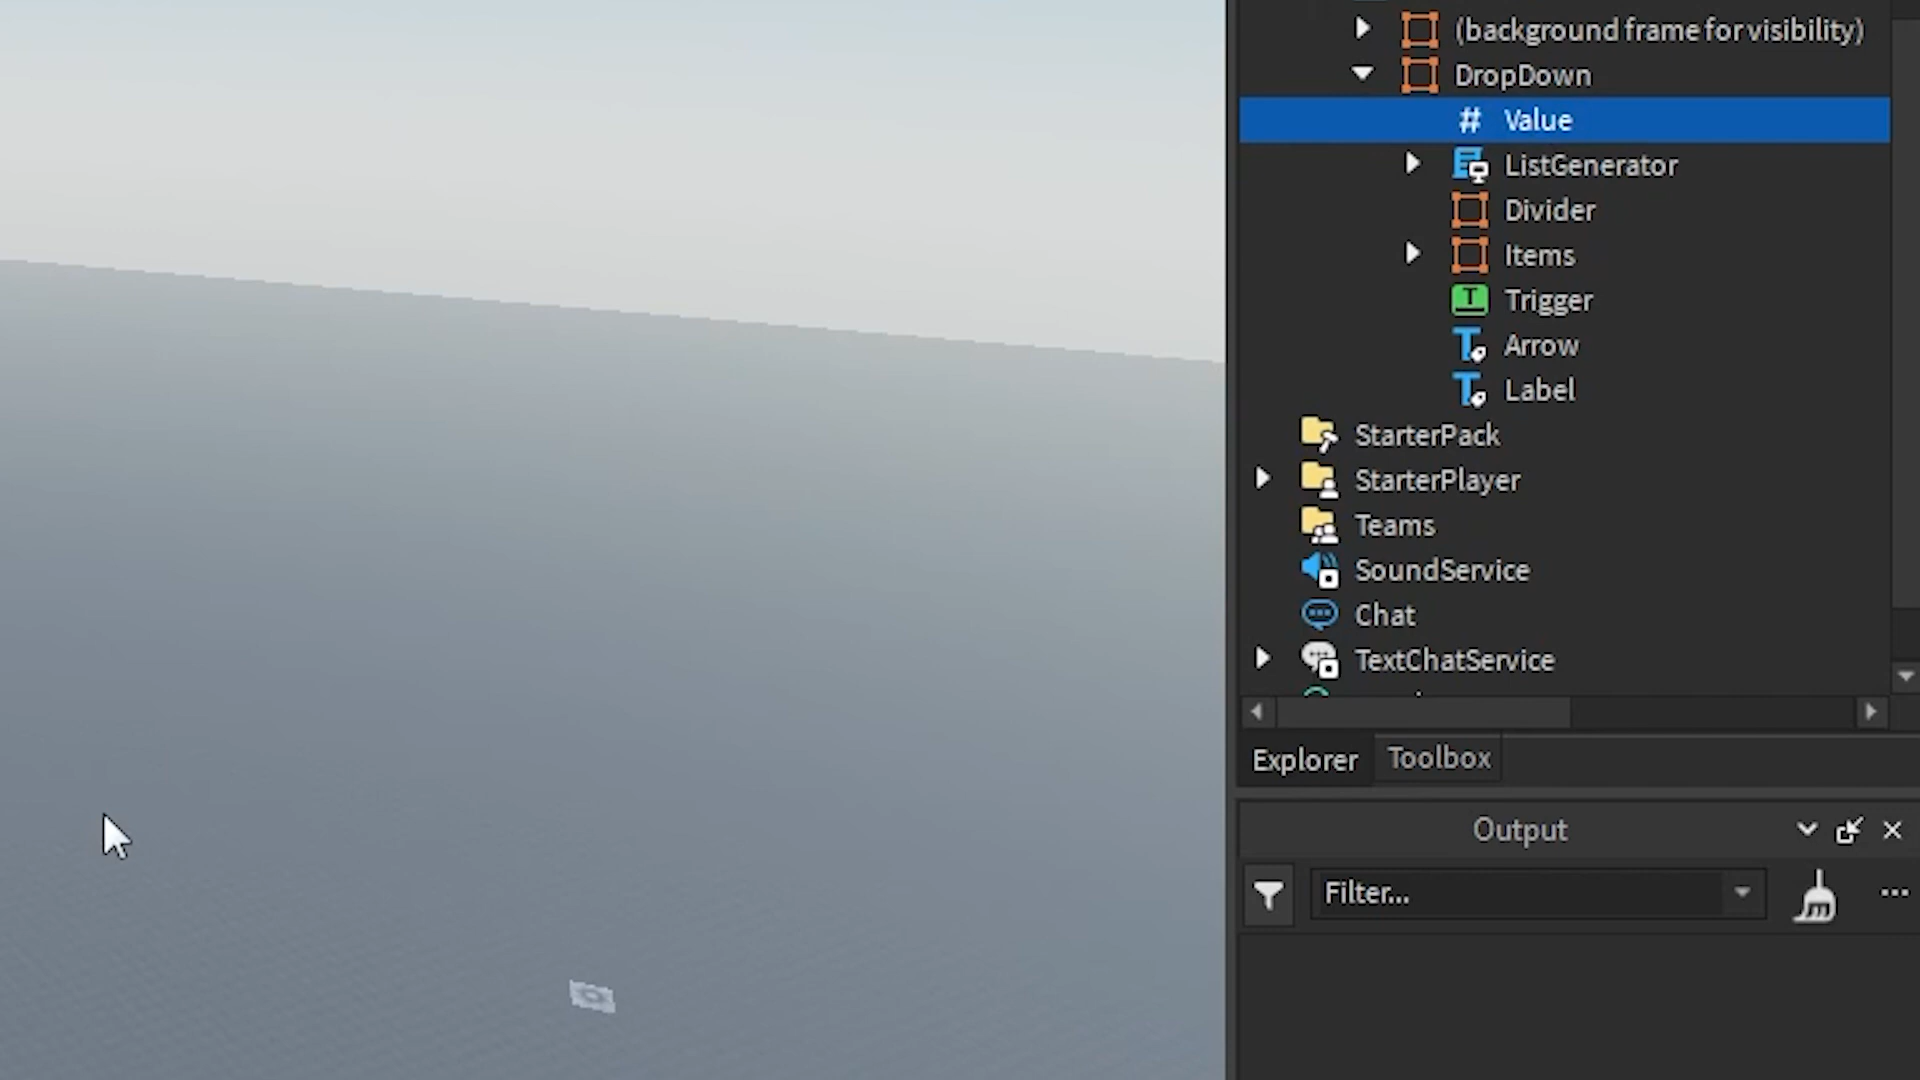 (background frame for visibility)
DropDown
# Value
ListGenerator
Divider
Items
Trigger
Arrow
Label
StarterPack
StarterPlayer
Teams
SoundService
Chat
TextChatService
Explorer
Toolbox
Output
Filter...